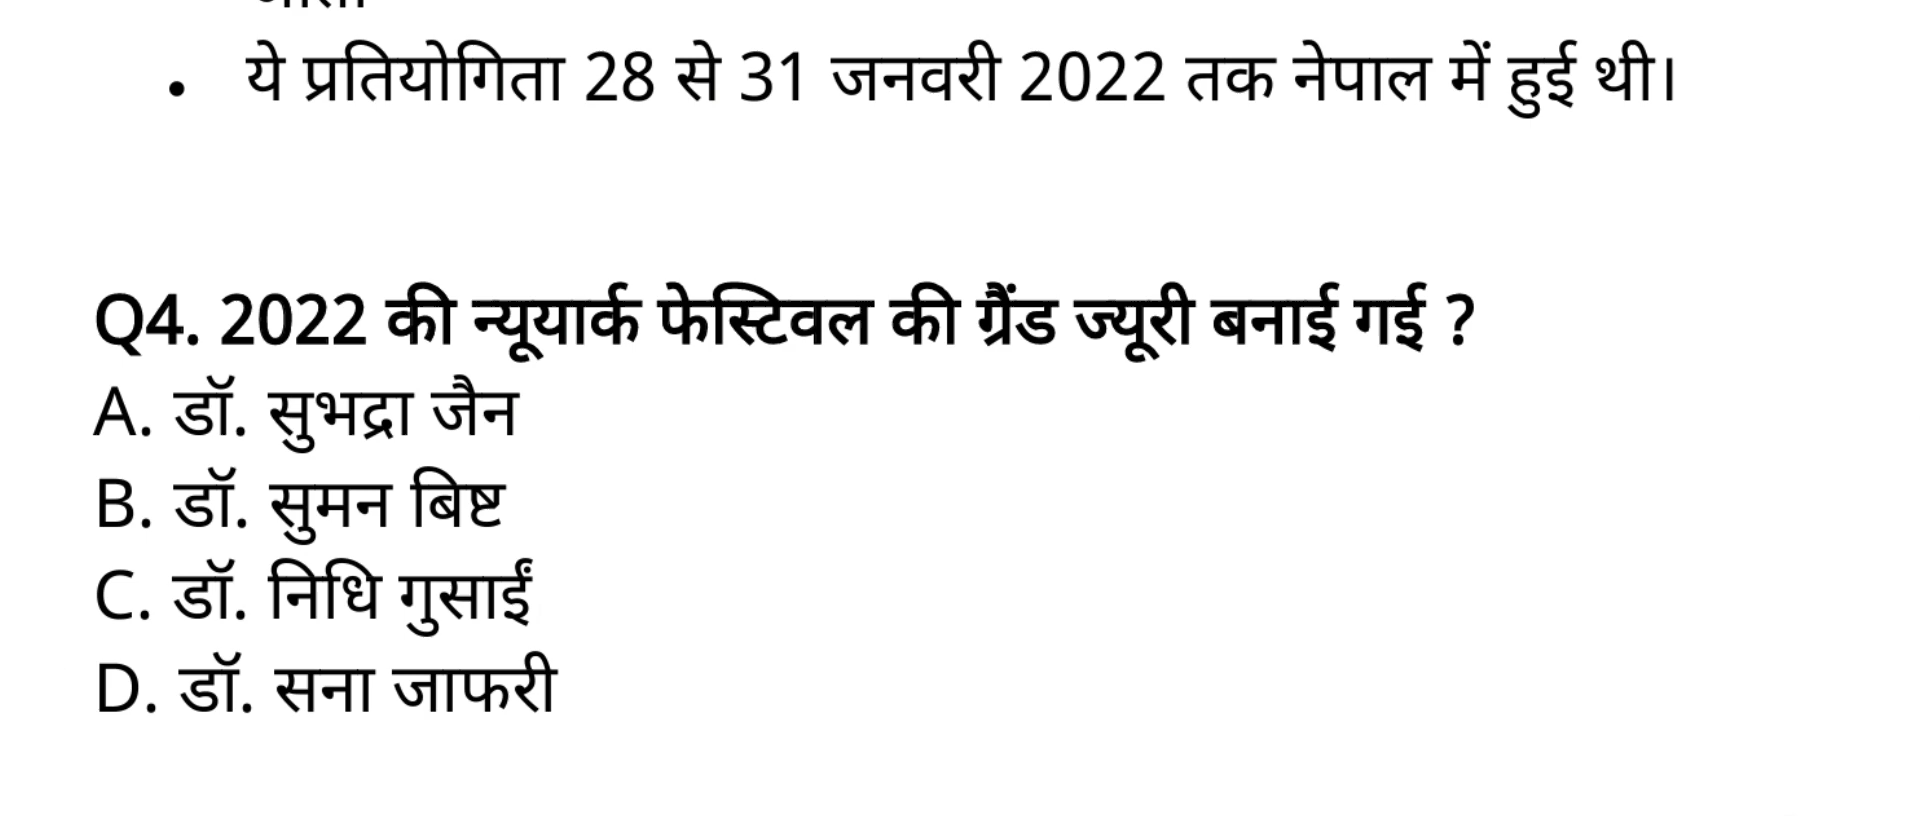 • ये प्रतियोगिता 28 से 31 जनवरी 2022 तक नेपाल में हुई थी।
Q4. 2022 की न्यूयार्क फेस्टिवल की ग्रैंड ज्यूरी बनाई गई ?
A. डॉ. सुभद्रा जैन
B. डॉ. सुमन बिष्ट
C. डॉ. निधि गुसाईं
D. डॉ. सना जाफरी